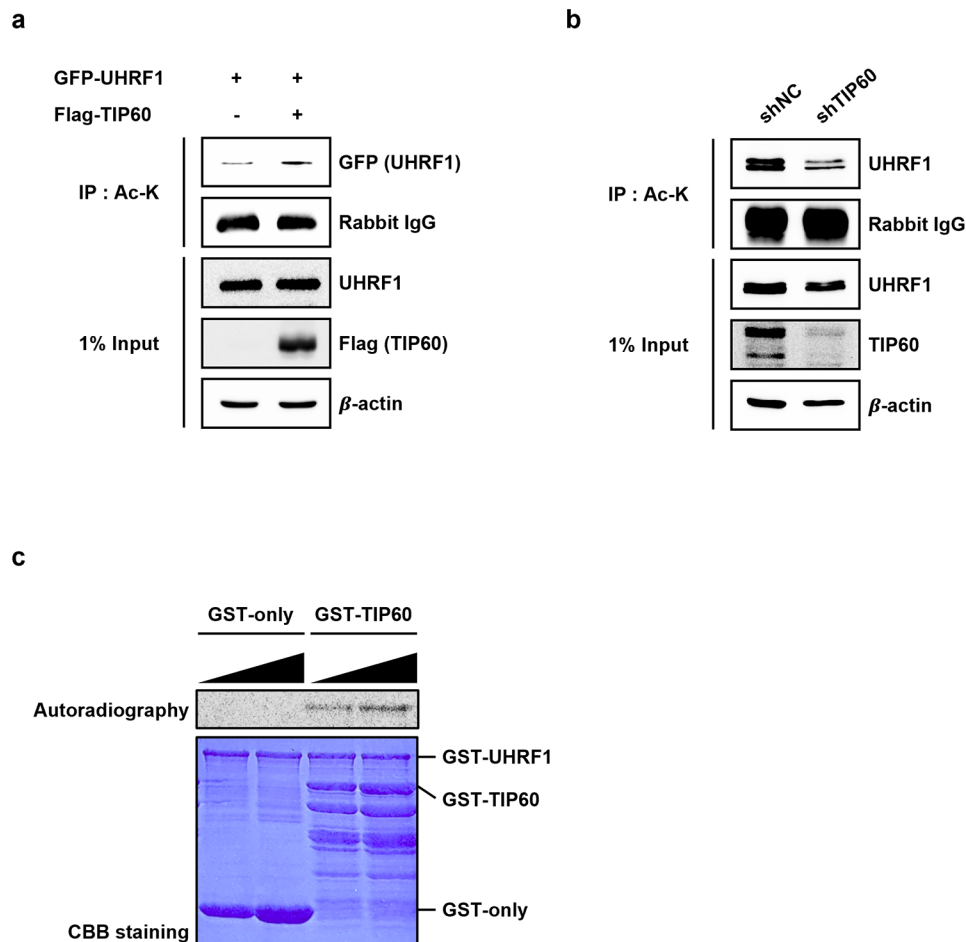 a
GFP-UHRF1 + +
Flag-TIP60 - +
IP : Ac-K
GFP (UHRF1)
Rabbit IgG
1% Input
UHRF1
Flag (TIP60)
β-actin
b
shNC shTIP60
IP : Ac-K
UHRF1
Rabbit IgG
1% Input
UHRF1
TIP60
β-actin
c
GST-only GST-TIP60
Autoradiography
GST-UHRF1
GST-TIP60
GST-only
CBB staining